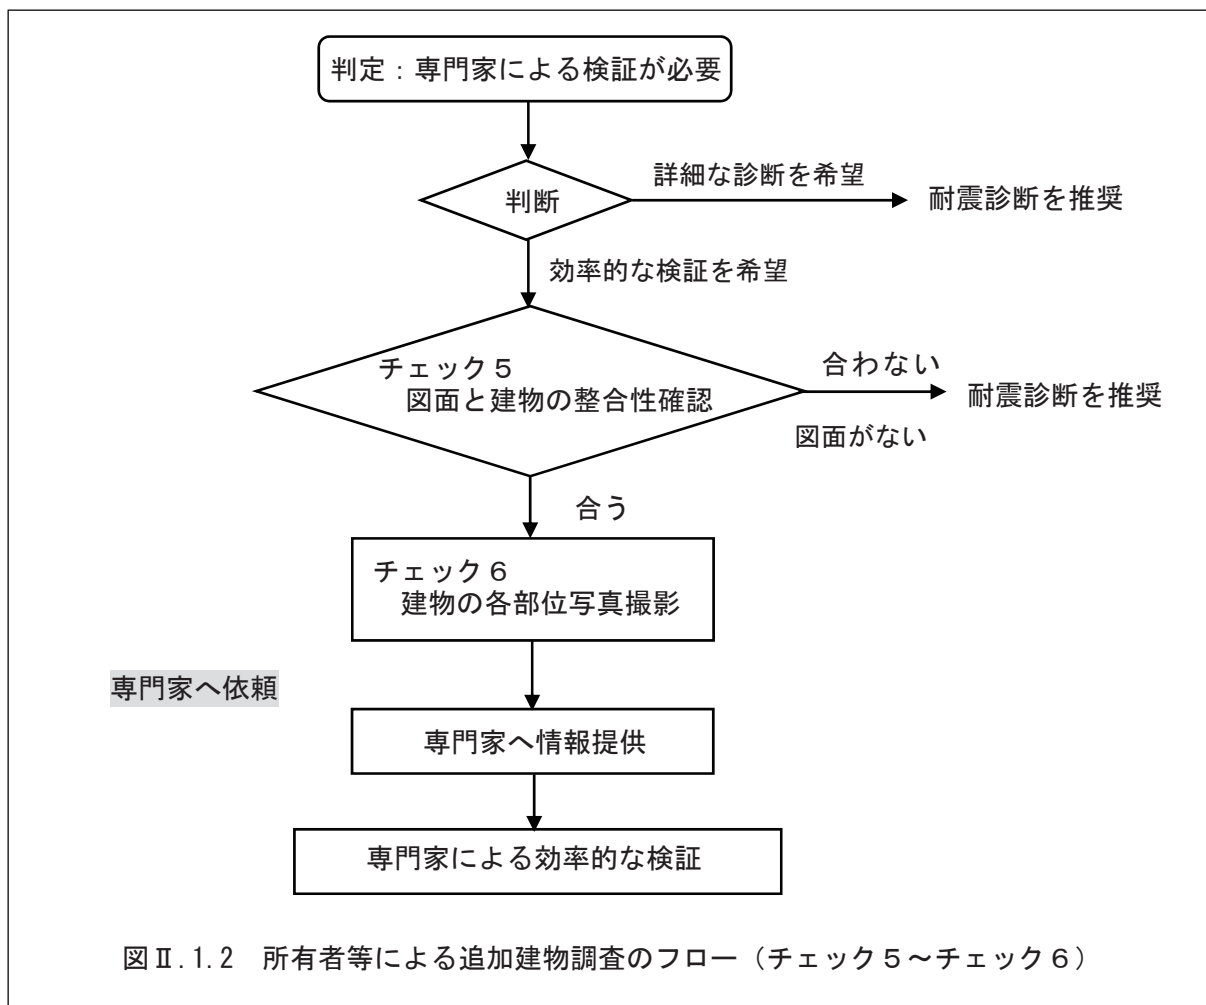 判定：専門家による検証が必要
判断
詳細な診断を希望
耐震診断を推奨
効率的な検証を希望
チェック５
図面と建物の整合性確認
合わない
耐震診断を推奨
図面がない
合う
チェック６
建物の各部位写真撮影
専門家へ依頼
専門家へ情報提供
専門家による効率的な検証
図Ⅱ.1.2　所有者等による追加建物調査のフロー（チェック５～チェック６）